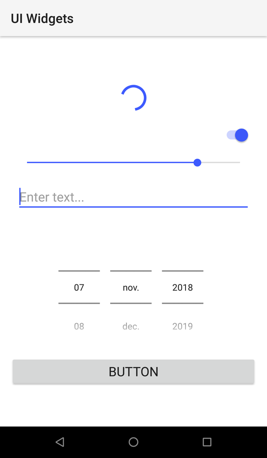 UI Widgets
Enter text...
07 nov. 2018
08 dec. 2019
BUTTON